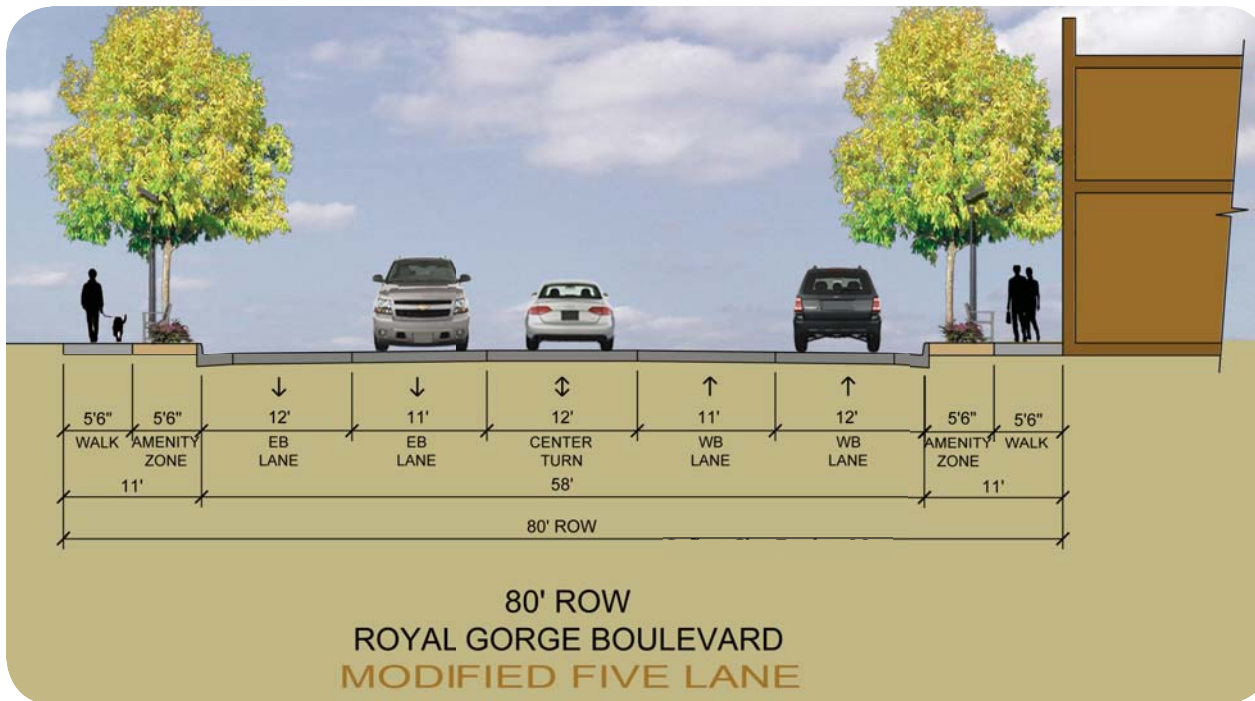 5'6" 5'6" 12' 11' 12' 11' 12' 5'6" 5'6"
WALK AMENITY ZONE EB LANE EB LANE CENTER TURN WB LANE WB LANE AMENITY ZONE WALK
11' 58' 11'
80' ROW
80' ROW
ROYAL GORGE BOULEVARD
MODIFIED FIVE LANE